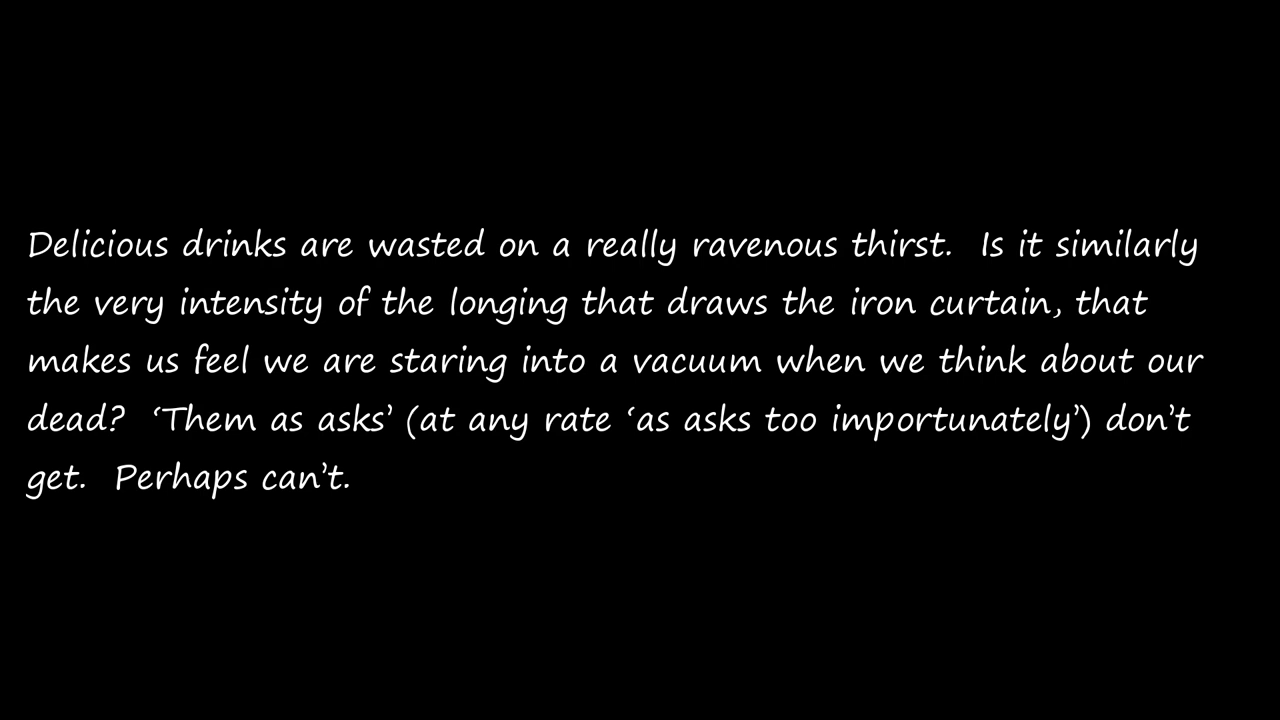 Delicious drinks are wasted on a really ravenous thirst.  Is it similarly
the very intensity of the longing that draws the iron curtain, that
makes us feel we are staring into a vacuum when we think about our
dead?  ‘Them as asks’ (at any rate ‘as asks too importunately’) don’t
get.  Perhaps can’t.